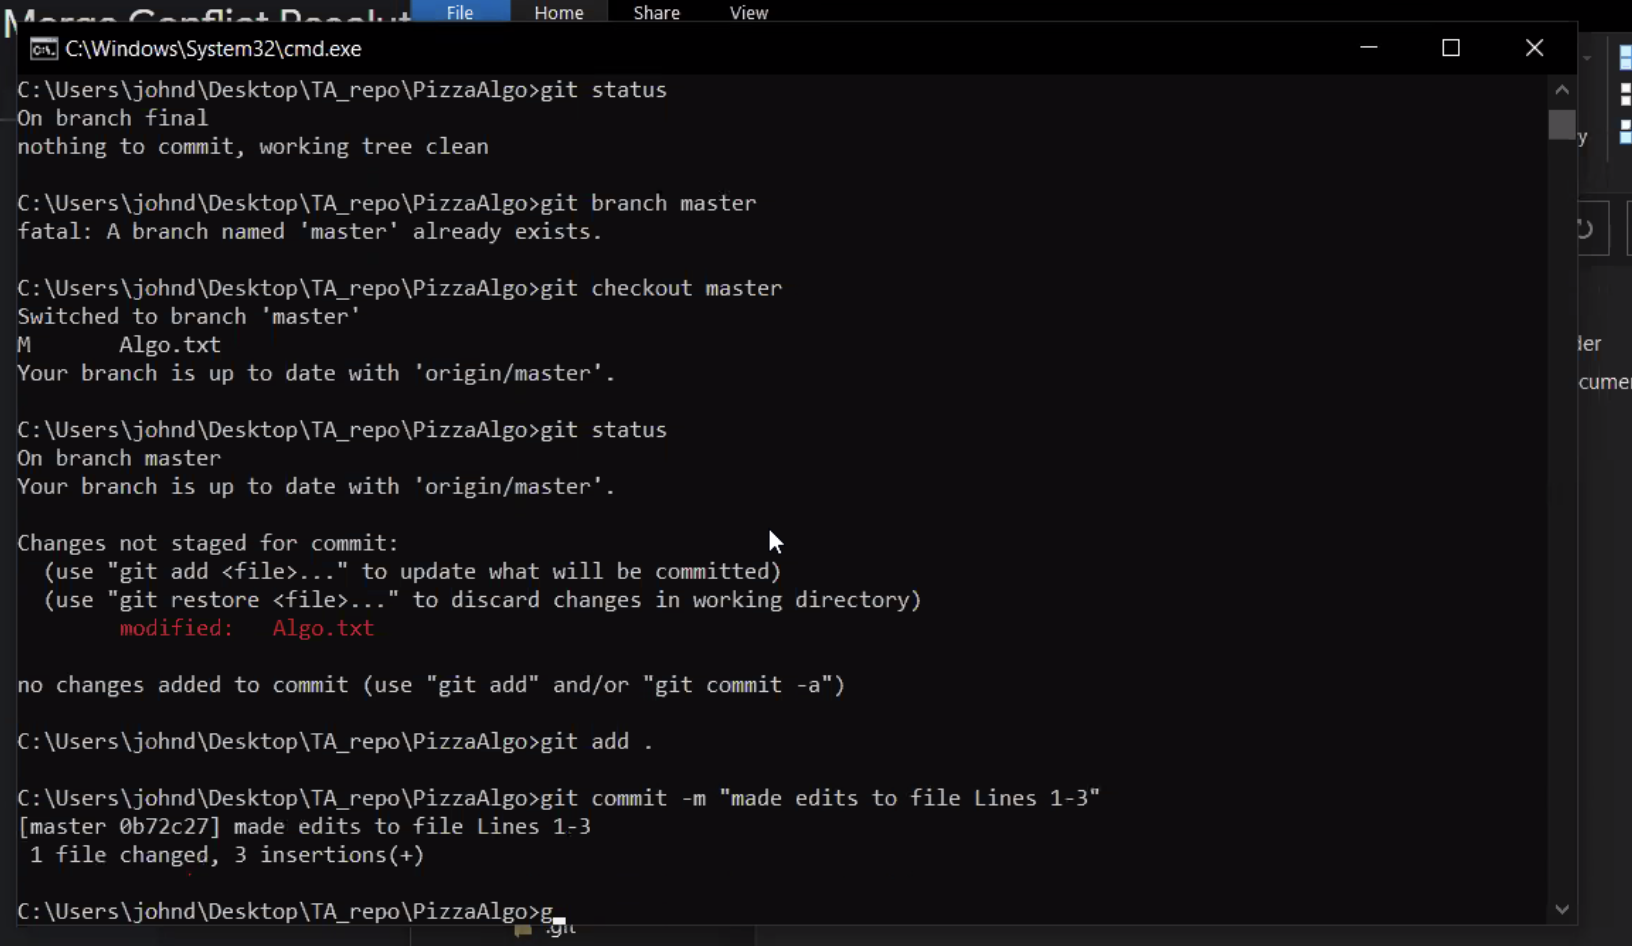 Merge Conflict Resolut
File Home Share View
C:\Windows\System32\cmd.exe
C:\Users\johnd\Desktop\TA_repo\PizzaAlgo>git status
On branch final
nothing to commit, working tree clean
C:\Users\johnd\Desktop\TA_repo\PizzaAlgo>git branch master
fatal: A branch named 'master' already exists.
C:\Users\johnd\Desktop\TA_repo\PizzaAlgo>git checkout master
Switched to branch 'master'
M       Algo.txt
Your branch is up to date with 'origin/master'.
C:\Users\johnd\Desktop\TA_repo\PizzaAlgo>git status
On branch master
Your branch is up to date with 'origin/master'.
Changes not staged for commit:
  (use "git add <file>..." to update what will be committed)
  (use "git restore <file>..." to discard changes in working directory)
        modified:   Algo.txt
no changes added to commit (use "git add" and/or "git commit -a")
C:\Users\johnd\Desktop\TA_repo\PizzaAlgo>git add .
C:\Users\johnd\Desktop\TA_repo\PizzaAlgo>git commit -m "made edits to file Lines 1-3"
[master 0b72c27] made edits to file Lines 1-3
 1 file changed, 3 insertions(+)
C:\Users\johnd\Desktop\TA_repo\PizzaAlgo>g
.git